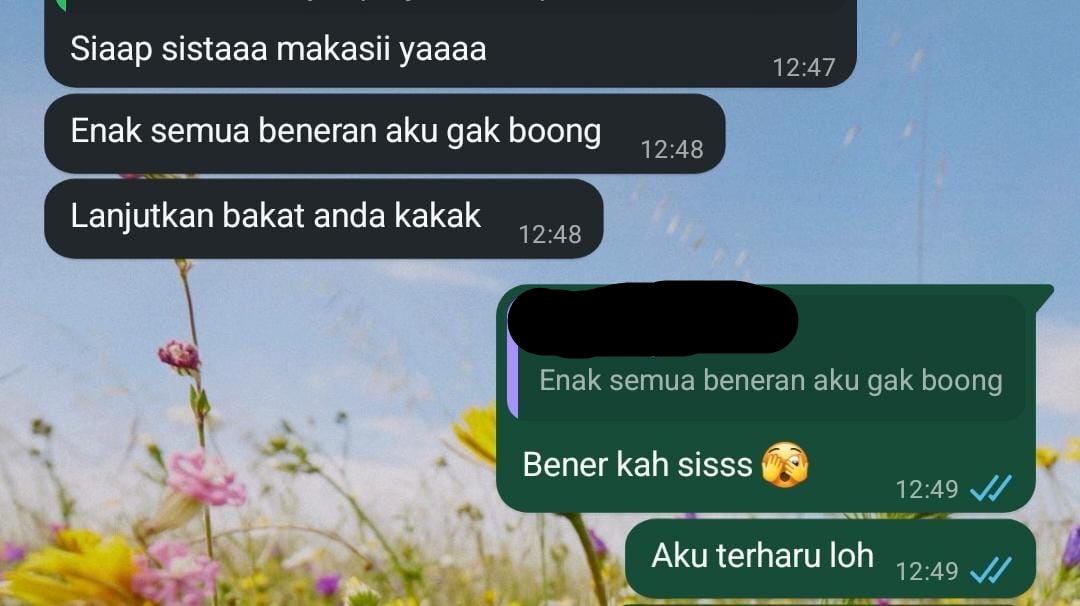 Siaap sistaaa makasii yaaaa
12:47
Enak semua beneran aku gak boong
12:48
Lanjutkan bakat anda kakak
12:48
Enak semua beneran aku gak boong
Bener kah sisss 🫣
12:49
Aku terharu loh
12:49